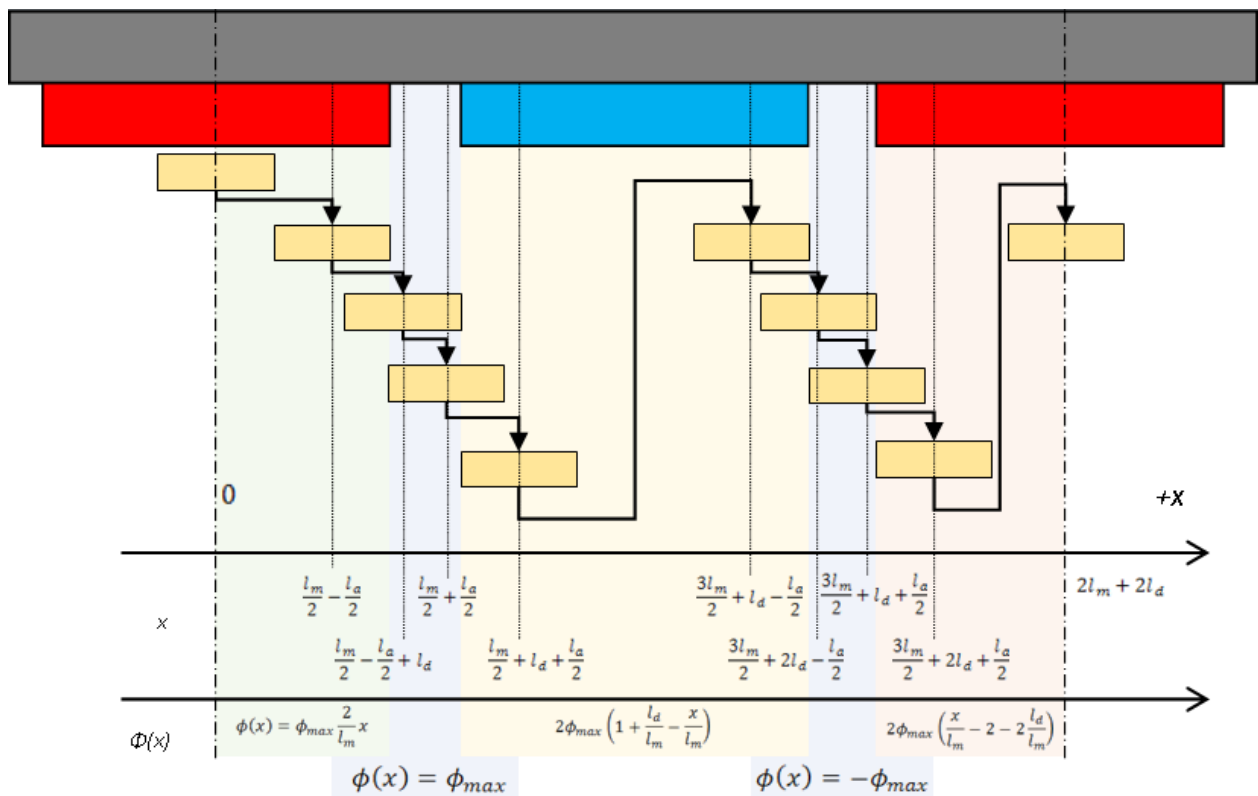 0
+x
x
\frac{l_m}{2} - \frac{l_a}{2}
\frac{l_m}{2} + \frac{l_a}{2}
\frac{3l_m}{2} + l_d - \frac{l_a}{2}
\frac{3l_m}{2} + l_d + \frac{l_a}{2}
2l_m + 2l_d
\frac{l_m}{2} - \frac{l_a}{2} + l_d
\frac{l_m}{2} + l_d + \frac{l_a}{2}
\frac{3l_m}{2} + 2l_d - \frac{l_a}{2}
\frac{3l_m}{2} + 2l_d + \frac{l_a}{2}
Φ(x)
\phi(x) = \phi_{max} \frac{2}{l_m} x
2\phi_{max} \left(1 + \frac{l_d}{l_m} - \frac{x}{l_m}\right)
2\phi_{max} \left(\frac{x}{l_m} - 2 - 2\frac{l_d}{l_m}\right)
\phi(x) = \phi_{max}
\phi(x) = -\phi_{max}